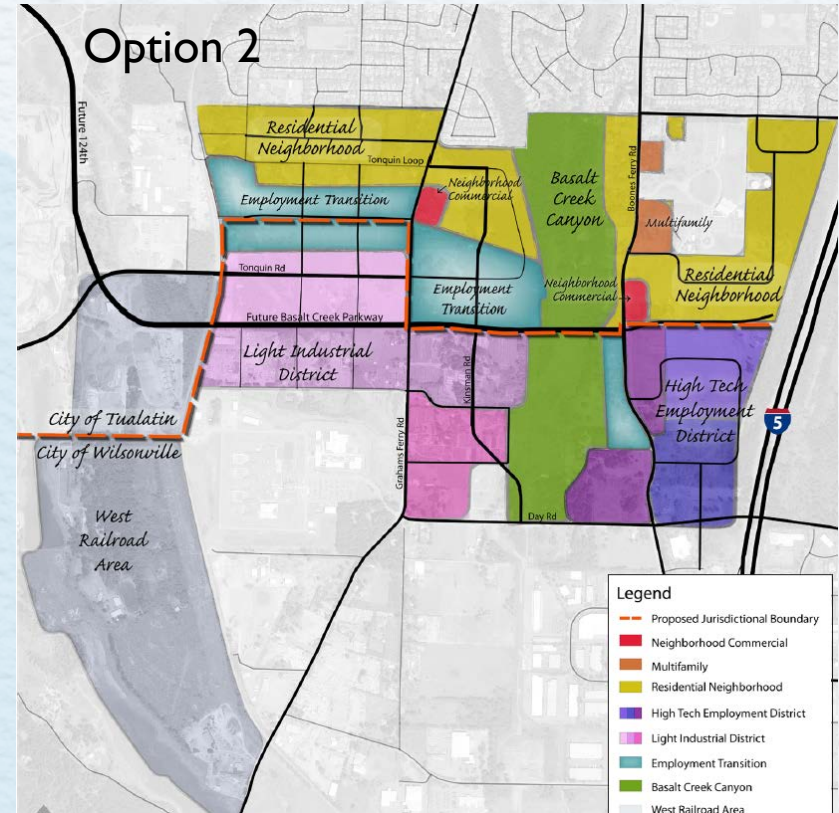 Option 2
Future 124th
Residential
Neighborhood
Tonquin Loop
Employment Transition
Neighborhood
Commercial
Basalt
Creek
Canyon
Boones Ferry Rd
Multifamily
Tonquin Rd
Employment
Transition
Neighborhood
Commercial
Residential
Neighborhood
Future Basalt Creek Parkway
Light Industrial
District
Kinsman Rd
High Tech
Employment
District
5
City of Tualatin
City of Wilsonville
Grahams Ferry Rd
West
Railroad
Area
Day Rd
Legend
Proposed Jurisdictional Boundary
Neighborhood Commercial
Multifamily
Residential Neighborhood
High Tech Employment District
Light Industrial District
Employment Transition
Basalt Creek Canyon
West Railroad Area